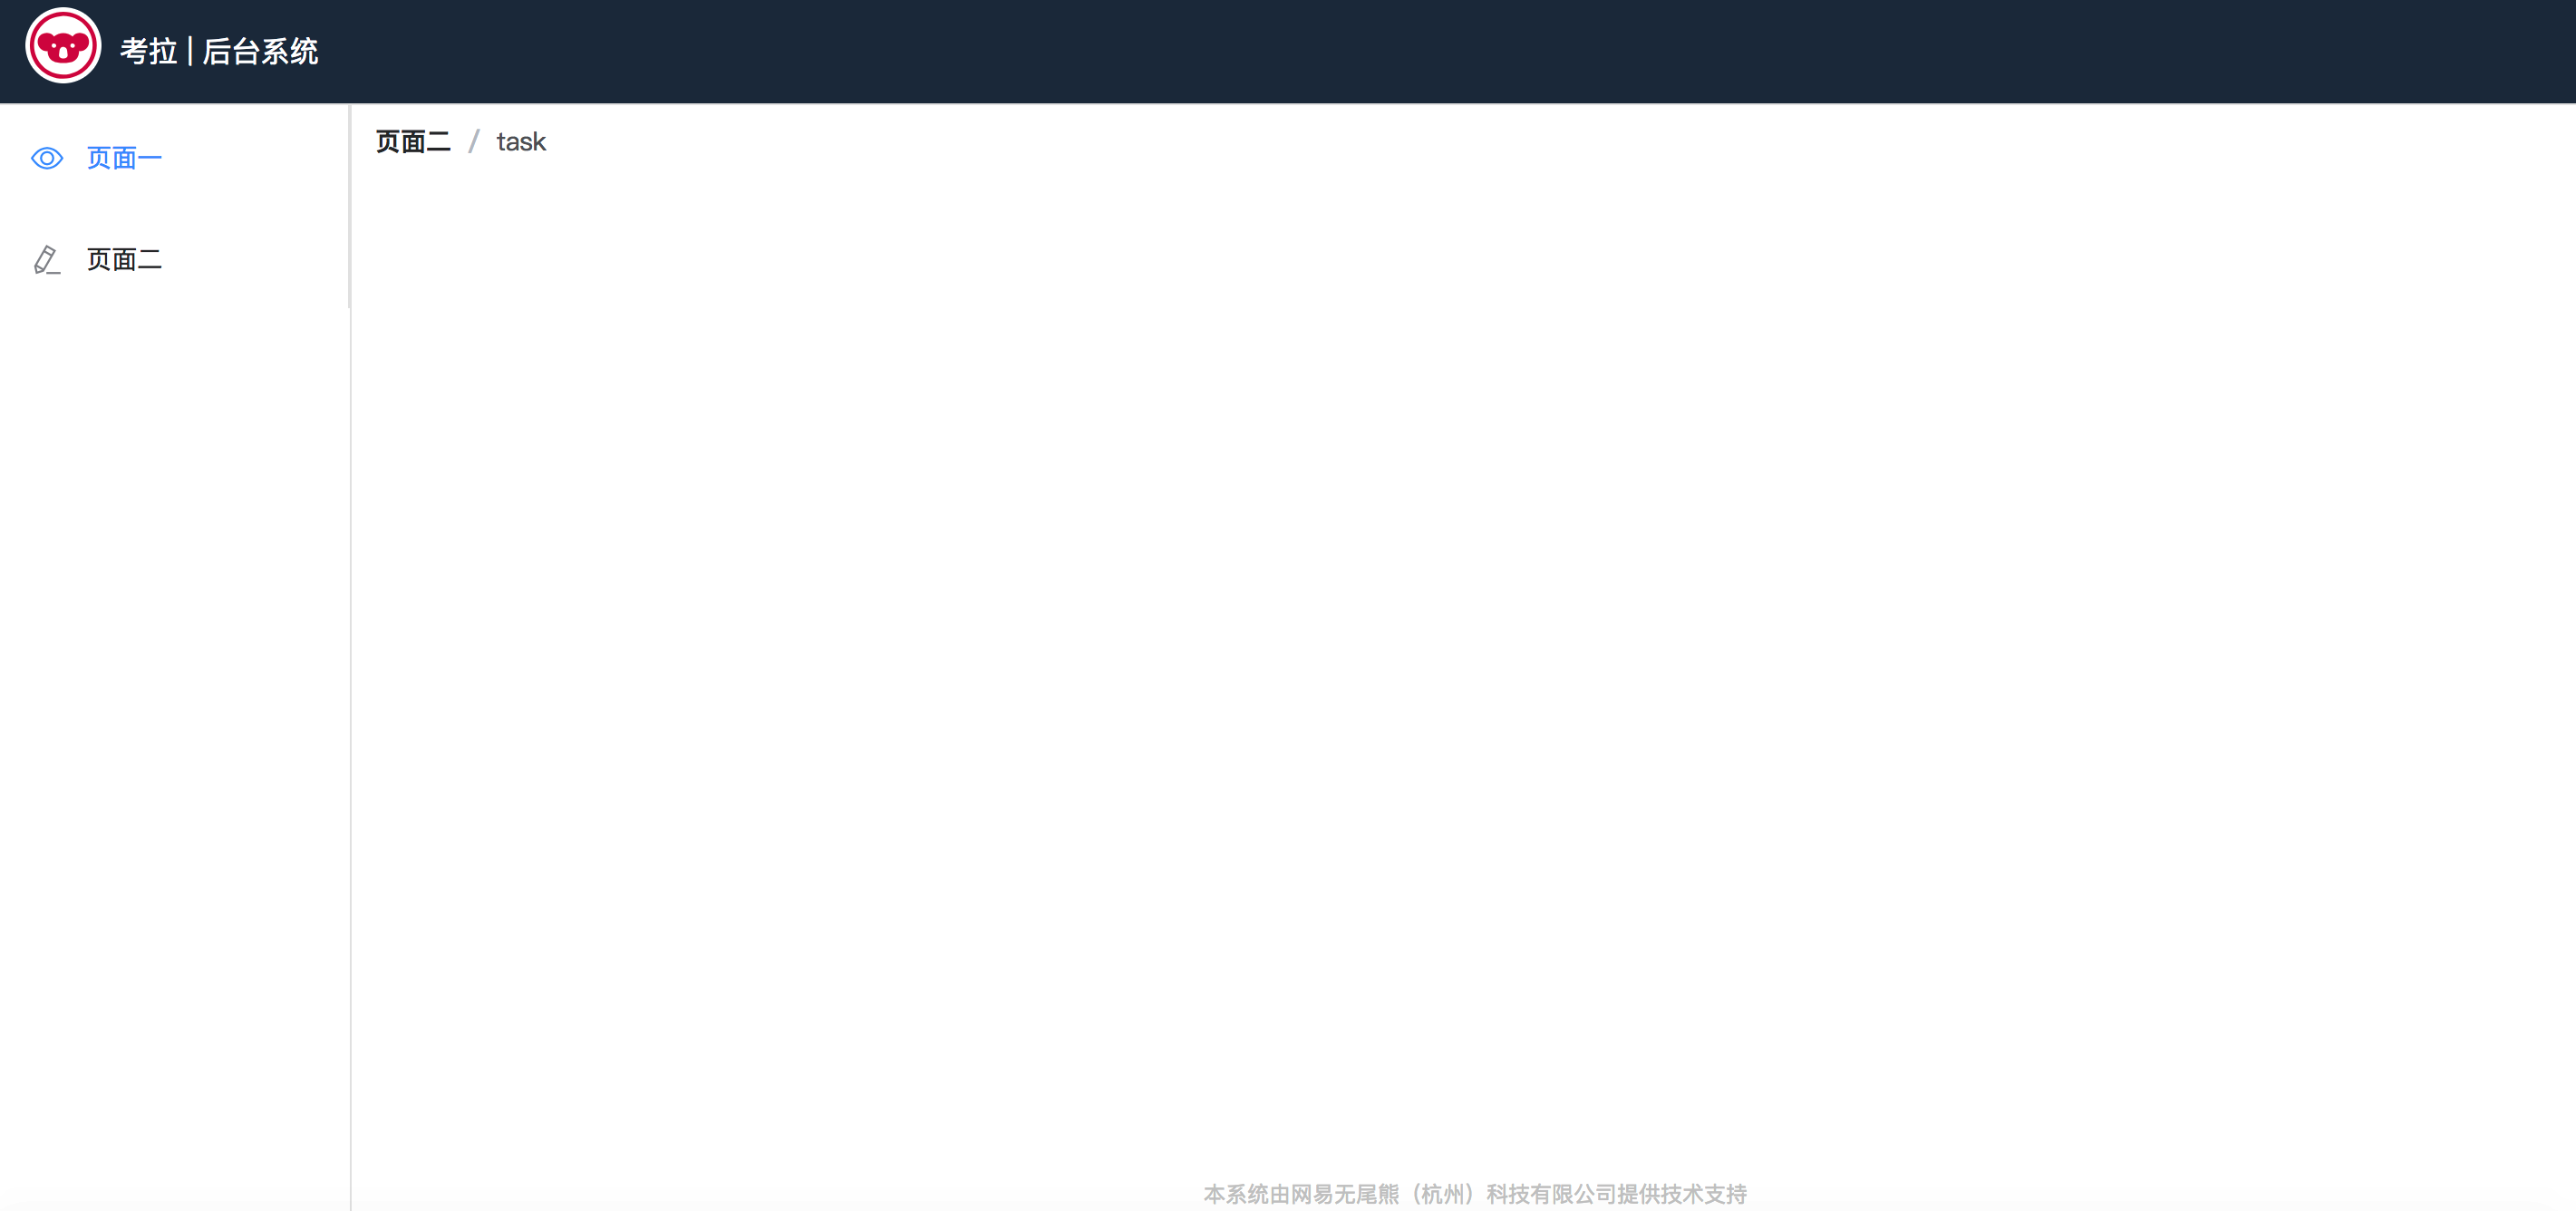 考拉 | 后台系统
页面一
页面二
页面二 / task
本系统由网易无尾熊（杭州）科技有限公司提供技术支持